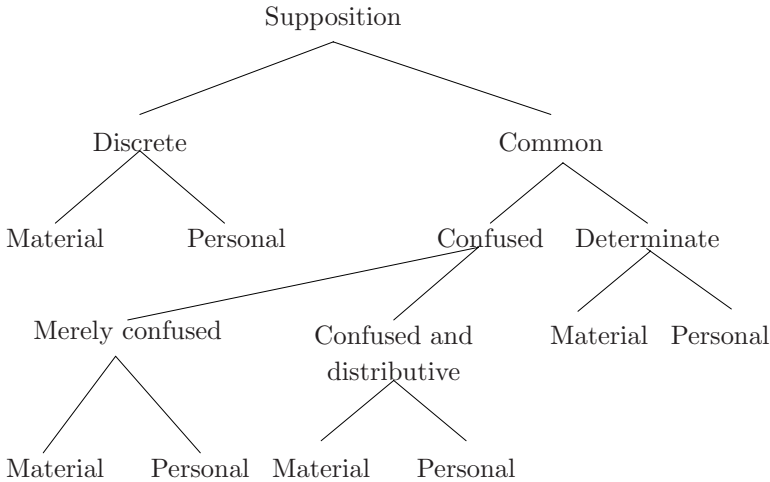 Supposition
Discrete Common
Material Personal Confused Determinate
Merely confused Confused and
distributive Material Personal
Material Personal Material Personal